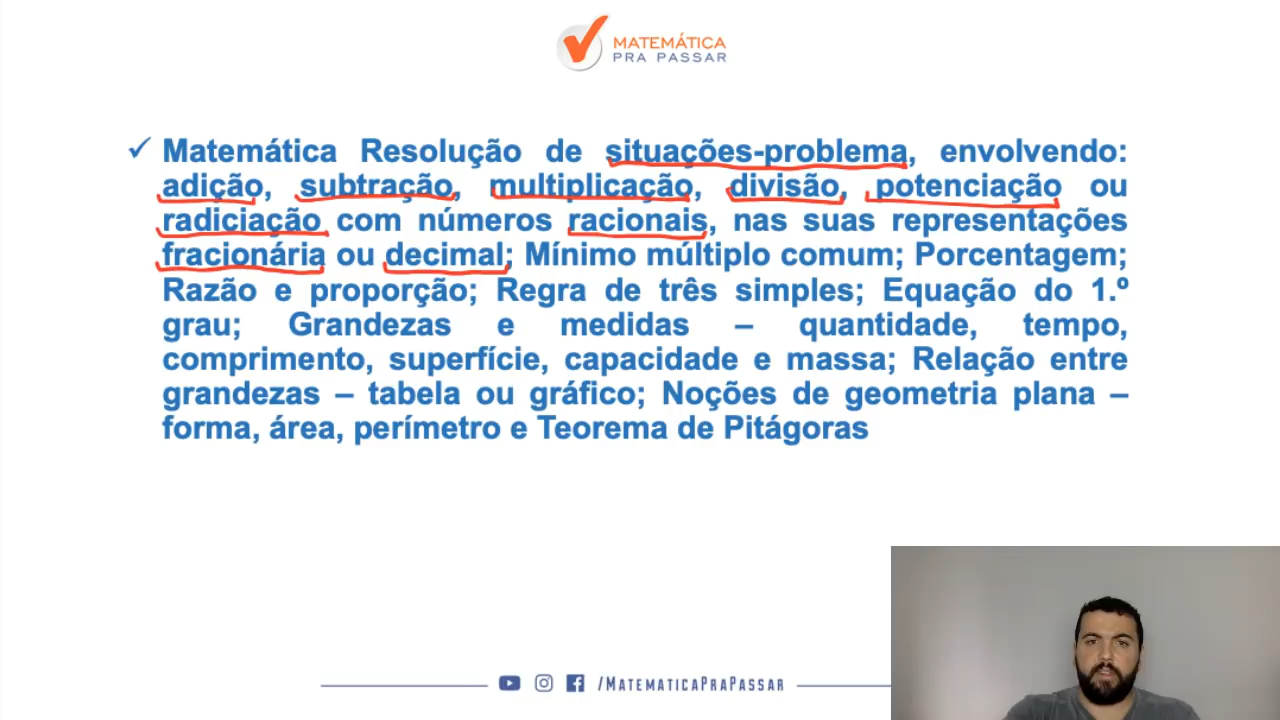 MATEMÁTICA
PRA PASSAR
✓ Matemática Resolução de situações-problema, envolvendo:
adição, subtração, multiplicação, divisão, potenciação ou
radiciação com números racionais, nas suas representações
fracionária ou decimal; Mínimo múltiplo comum; Porcentagem;
Razão e proporção; Regra de três simples; Equação do 1.º
grau; Grandezas e medidas – quantidade, tempo,
comprimento, superfície, capacidade e massa; Relação entre
grandezas – tabela ou gráfico; Noções de geometria plana –
forma, área, perímetro e Teorema de Pitágoras
/MATEMATICAPRAPASSAR